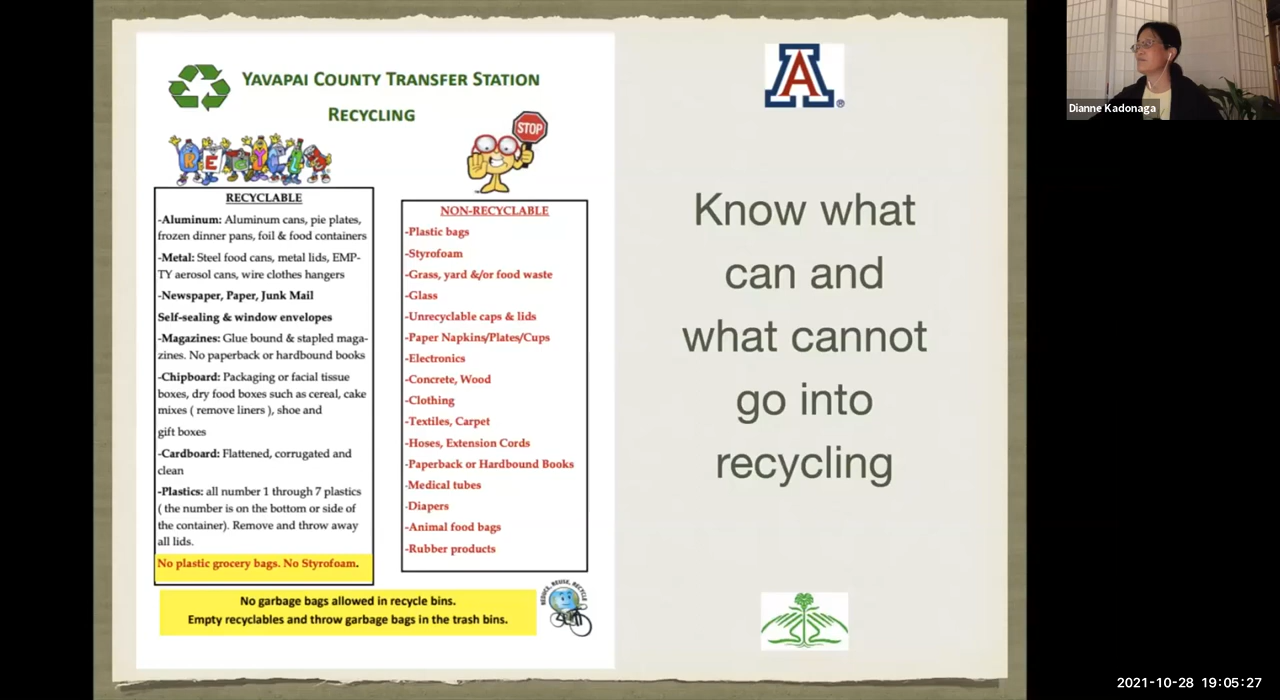 YAVAPAI COUNTY TRANSFER STATION
RECYCLING
RECYCLE
STOP
RECYCLABLE
-Aluminum: Aluminum cans, pie plates,
frozen dinner pans, foil & food containers
-Metal: Steel food cans, metal lids, EMP-
TY aerosol cans, wire clothes hangers
-Newspaper, Paper, Junk Mail
Self-sealing & window envelopes
-Magazines: Glue bound & stapled maga-
zines. No paperback or hardbound books
-Chipboard: Packaging or facial tissue
boxes, dry food boxes such as cereal, cake
mixes ( remove liners ), shoe and
gift boxes
-Cardboard: Flattened, corrugated and
clean
-Plastics: all number 1 through 7 plastics
( the number is on the bottom or side of
the container). Remove and throw away
all lids.
No plastic grocery bags. No Styrofoam.
NON-RECYCLABLE
-Plastic bags
-Styrofoam
-Grass, yard &/or food waste
-Glass
-Unrecyclable caps & lids
-Paper Napkins/Plates/Cups
-Electronics
-Concrete, Wood
-Clothing
-Textiles, Carpet
-Hoses, Extension Cords
-Paperback or Hardbound Books
-Medical tubes
-Diapers
-Animal food bags
-Rubber products
No garbage bags allowed in recycle bins.
Empty recyclables and throw garbage bags in the trash bins.
REDUCE, REUSE, RECYCLE
A®
Know what
can and
what cannot
go into
recycling
Dianne Kadonaga
2021-10-28 19:05:27